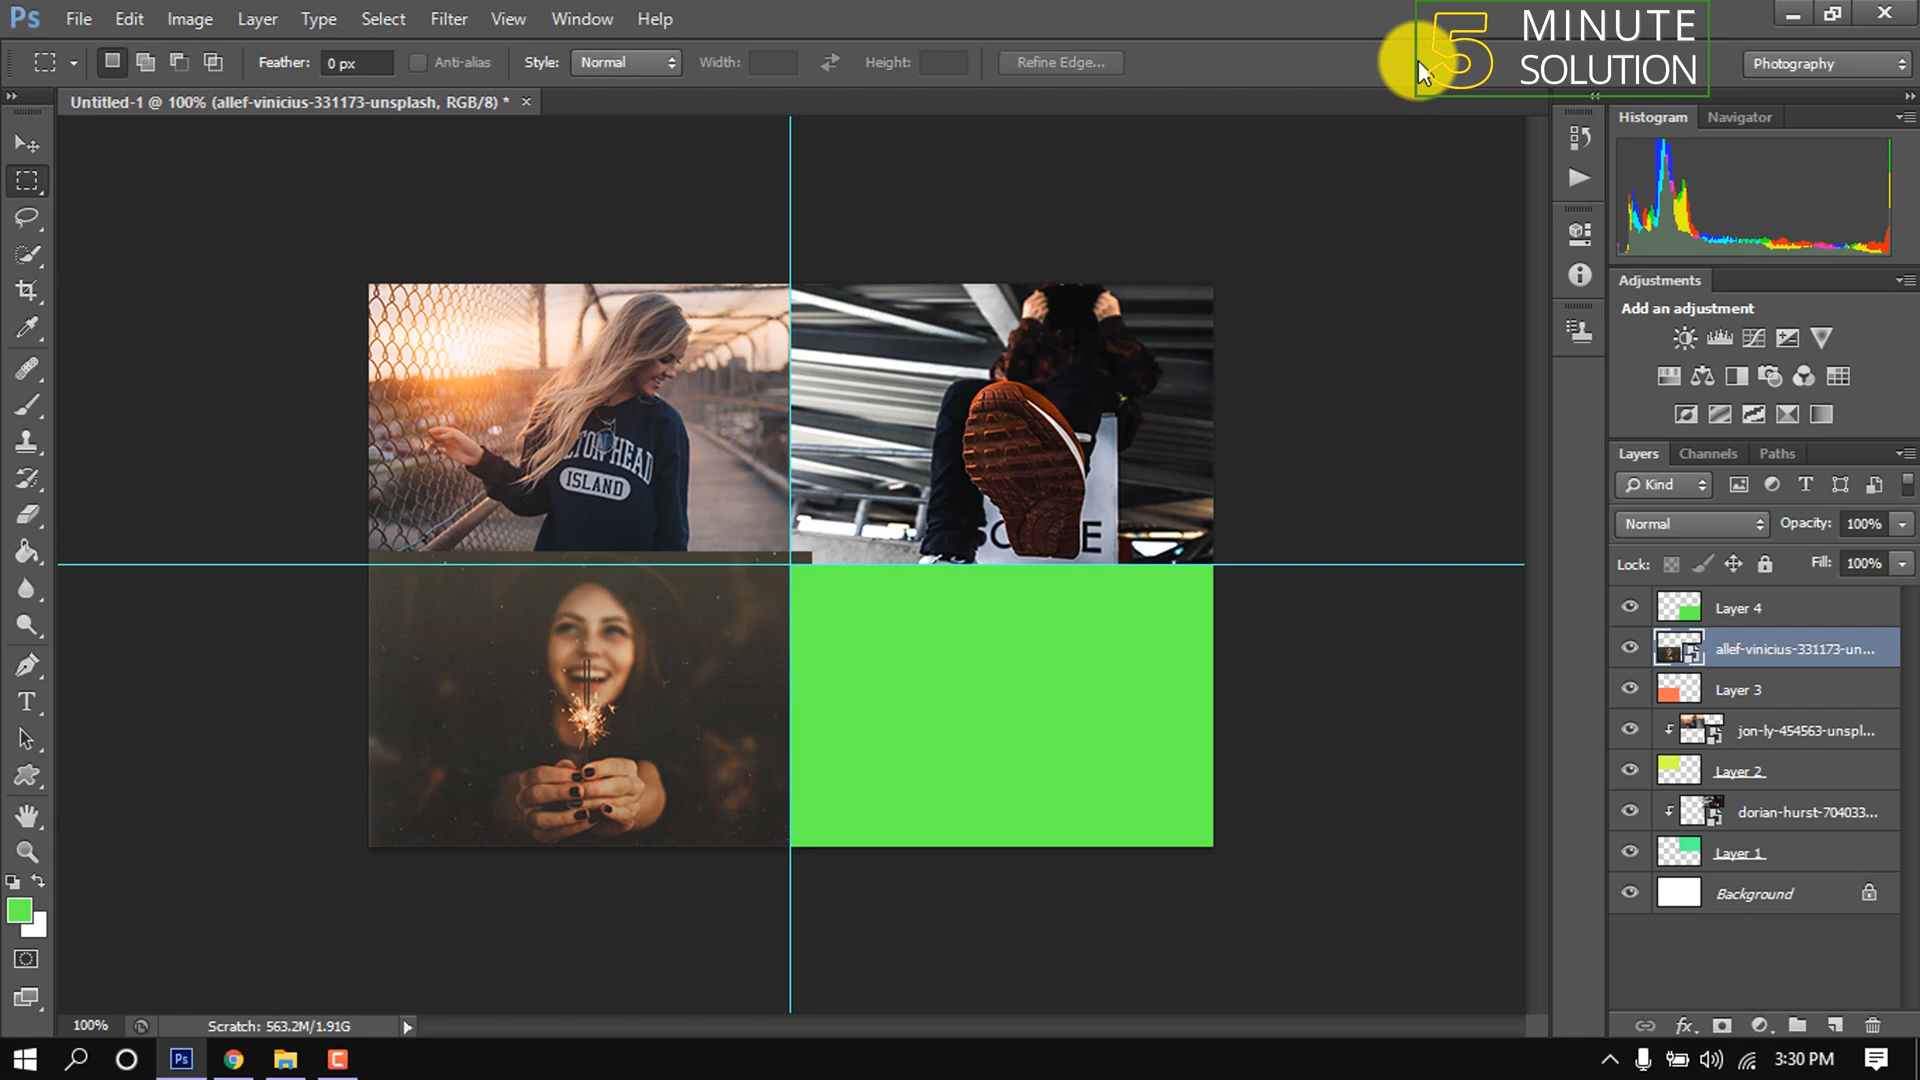 Ps File Edit Image Layer Type Select Filter View Window Help
5 MINUTE
SOLUTION
Feather: 0 px Anti-alias Style: Normal Width: Height: Refine Edge... Photography
Untitled-1 @ 100% (allef-vinicius-331173-unsplash, RGB/8) * ×
Histogram Navigator
Adjustments
Add an adjustment
TON HEAD
ISLAND
Layers Channels Paths
Kind
Normal Opacity: 100%
Lock: Fill: 100%
Layer 4
allef-vinicius-331173-un...
Layer 3
jon-ly-454563-unspl...
Layer 2
dorian-hurst-704033...
Layer 1
Background
100% Scratch: 563.2M/1.91G
fx
Ps 3:30 PM